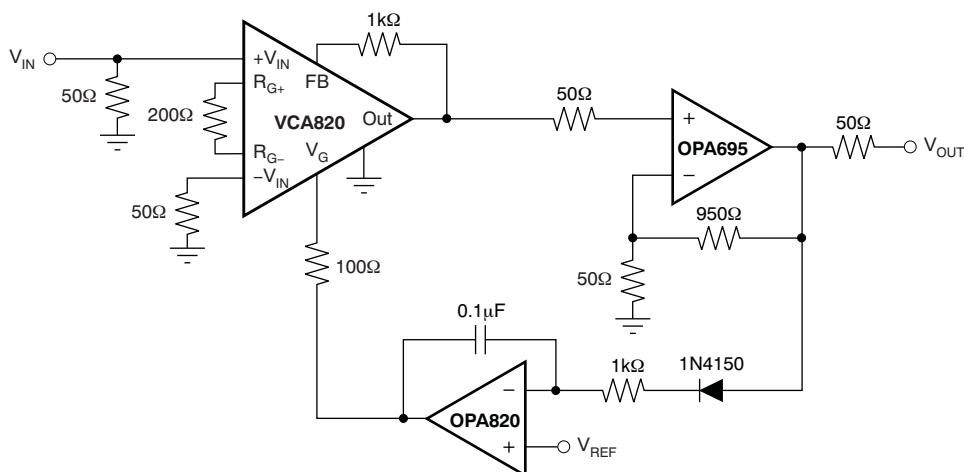 1kΩ
V_IN
+V_IN
FB
50Ω
R_G+
200Ω
VCA820
Out
R_G−
V_G
−V_IN
50Ω
50Ω
+
OPA695
−
50Ω
V_OUT
950Ω
50Ω
100Ω
0.1μF
1kΩ
1N4150
−
OPA820
+
V_REF